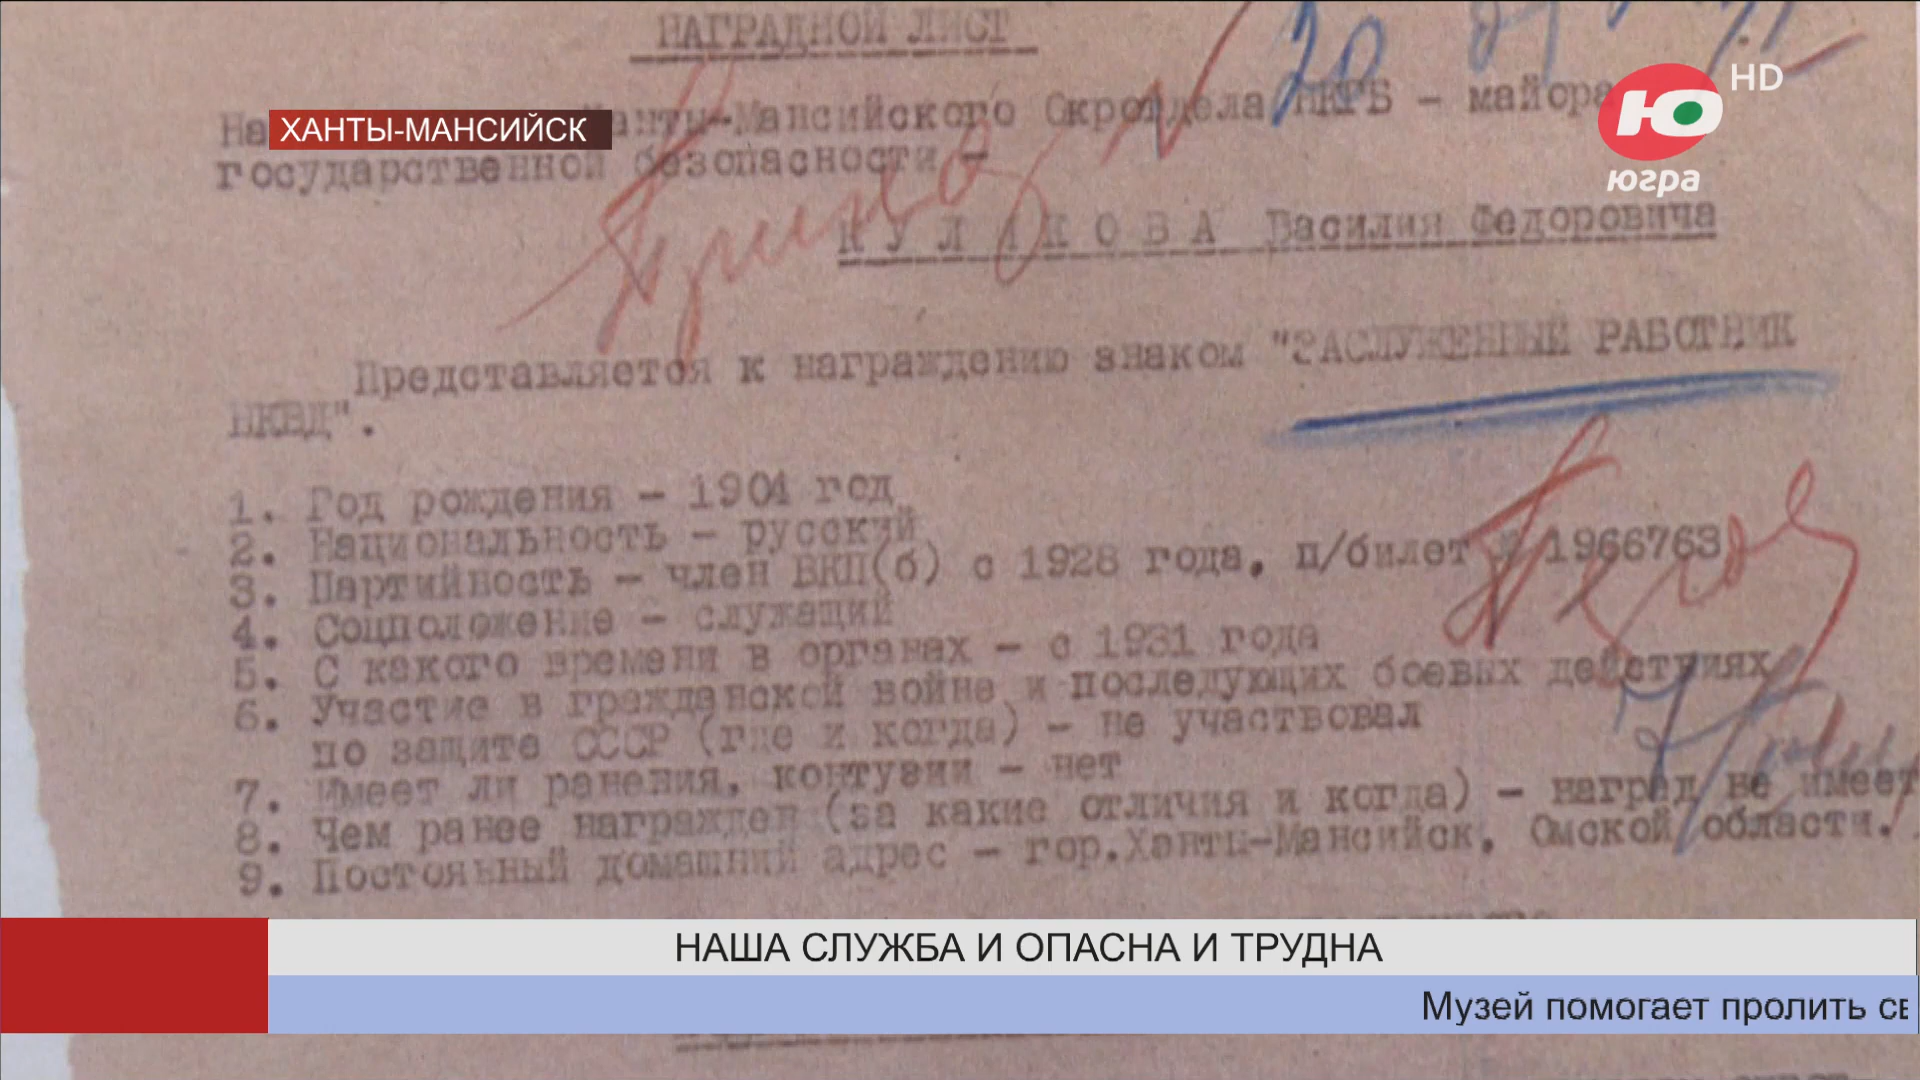 НАГРАДНОЙ ЛИСТ
20
HD
На Ханты-Мансийского Окротдела НКГБ - майора
ХАНТЫ-МАНСИЙСК
государственной безопасности -
югра
К У Л И К О В А Василия Федоровича
Представляется к награждению знаком "ЗАСЛУЖЕННЫЙ РАБОТНИК
НКВД".
1. Год рождения - 1904 год
2. Национальность - русский
3. Партийность - член ВКП(б) с 1928 года, п/билет № 1966763
4. Соцположение - служащий
5. С какого времени в органах - с 1931 года
6. Участие в гражданской войне и последующих боевых действиях
по защите СССР (где и когда) - не участвовал
7. Имеет ли ранения, контузии - нет
8. Чем ранее награжден (за какие отличия и когда) - наград не имеет
9. Постоянный домашний адрес - гор.Ханты-Мансийск, Омской области.
НАША СЛУЖБА И ОПАСНА И ТРУДНА
Музей помогает пролить св